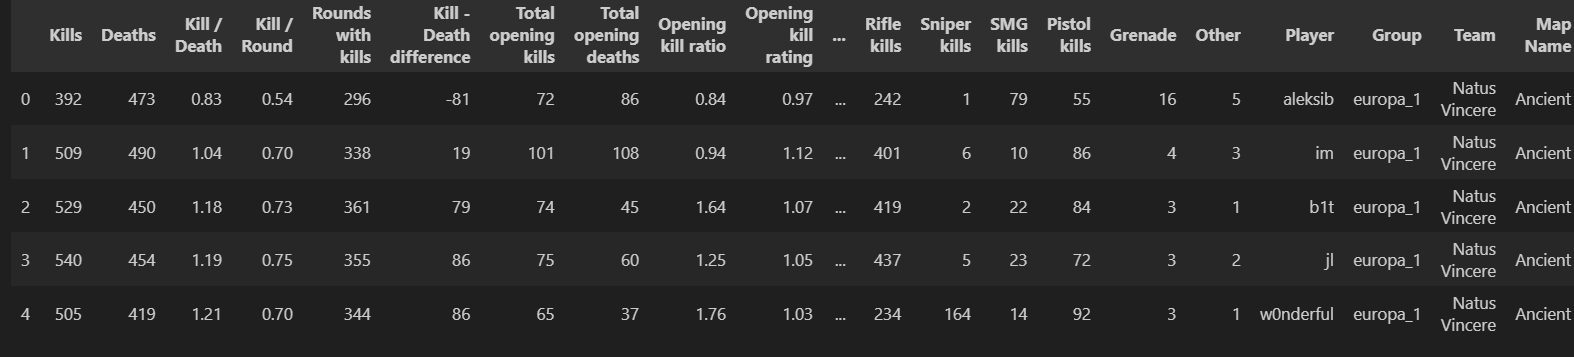 Kills Deaths Kill / Death Kill / Round Rounds with kills Kill - Death difference Total opening kills Total opening deaths Opening kill ratio Opening kill rating ... Rifle kills Sniper kills SMG kills Pistol kills Grenade Other Player Group Team Map Name
0 392 473 0.83 0.54 296 -81 72 86 0.84 0.97 ... 242 1 79 55 16 5 aleksib europa_1 Natus Vincere Ancient
1 509 490 1.04 0.70 338 19 101 108 0.94 1.12 ... 401 6 10 86 4 3 im europa_1 Natus Vincere Ancient
2 529 450 1.18 0.73 361 79 74 45 1.64 1.07 ... 419 2 22 84 3 1 b1t europa_1 Natus Vincere Ancient
3 540 454 1.19 0.75 355 86 75 60 1.25 1.05 ... 437 5 23 72 3 2 jl europa_1 Natus Vincere Ancient
4 505 419 1.21 0.70 344 86 65 37 1.76 1.03 ... 234 164 14 92 3 1 w0nderful europa_1 Natus Vincere Ancient